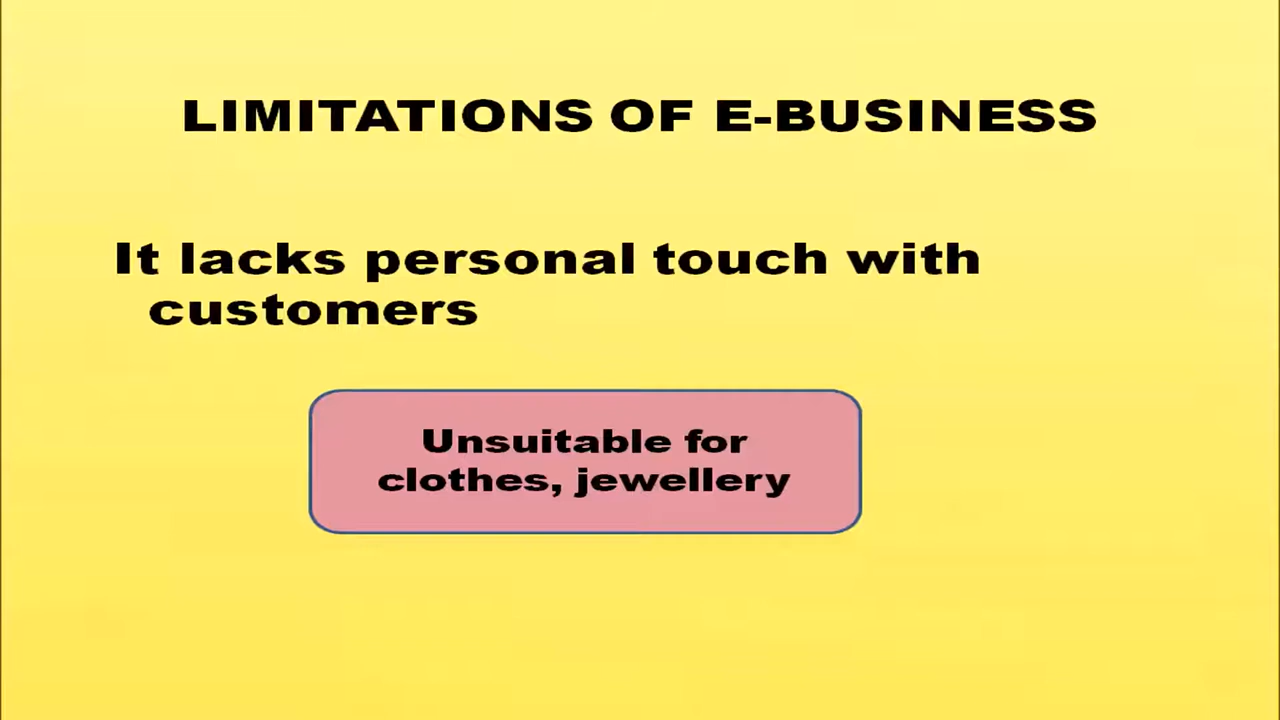 LIMITATIONS OF E-BUSINESS
It lacks personal touch with
customers
Unsuitable for
clothes, jewellery